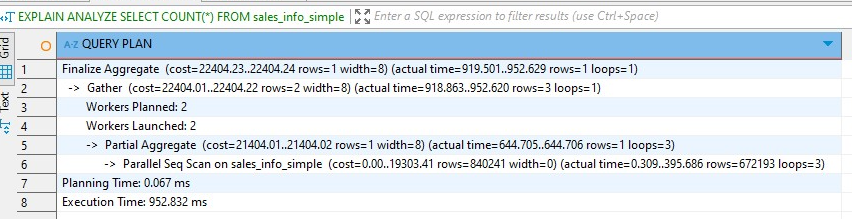 EXPLAIN ANALYZE SELECT COUNT(*) FROM sales_info_simple Enter a SQL expression to filter results (use Ctrl+Space)
Grid
Text
A-Z QUERY PLAN
1 Finalize Aggregate (cost=22404.23..22404.24 rows=1 width=8) (actual time=919.501..952.629 rows=1 loops=1)
2 -> Gather (cost=22404.01..22404.22 rows=2 width=8) (actual time=918.863..952.620 rows=3 loops=1)
3 Workers Planned: 2
4 Workers Launched: 2
5 -> Partial Aggregate (cost=21404.01..21404.02 rows=1 width=8) (actual time=644.705..644.706 rows=1 loops=3)
6 -> Parallel Seq Scan on sales_info_simple (cost=0.00..19303.41 rows=840241 width=0) (actual time=0.309..395.686 rows=672193 loops=3)
7 Planning Time: 0.067 ms
8 Execution Time: 952.832 ms